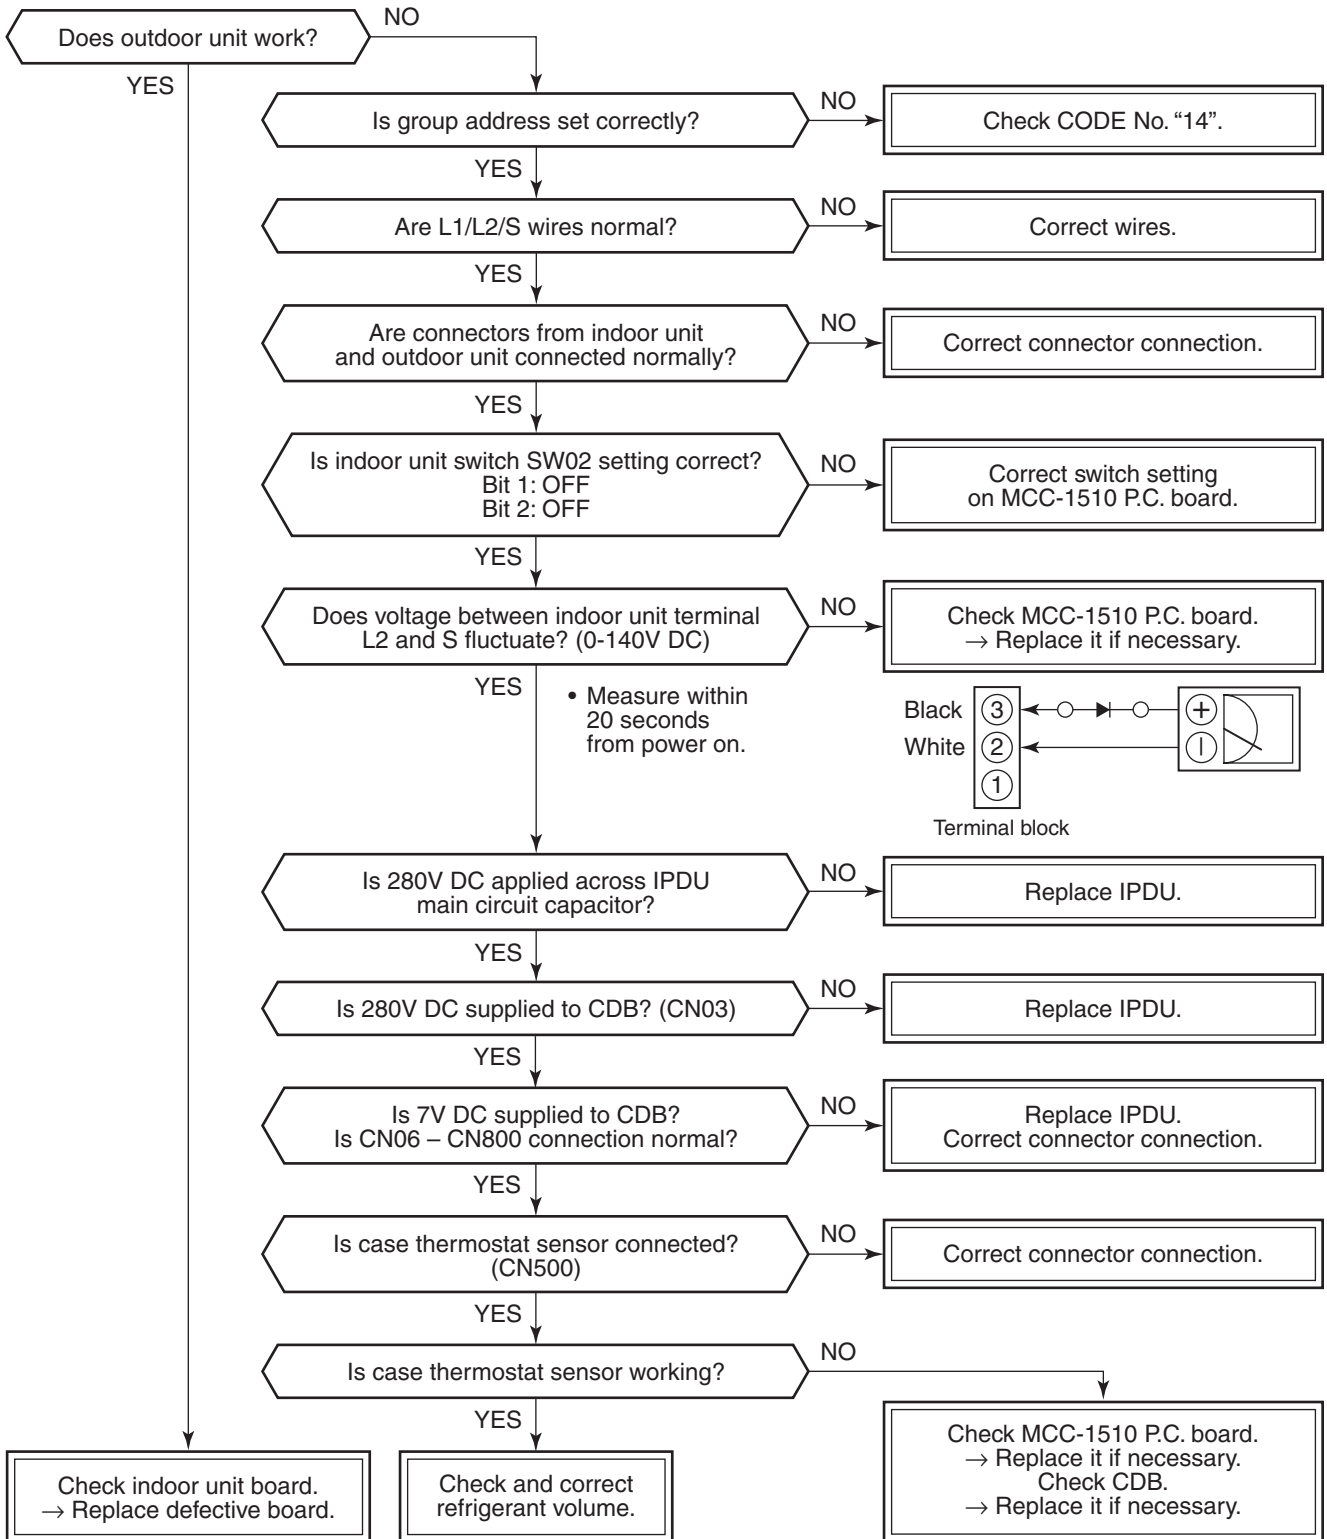 Does outdoor unit work?
NO
YES
Is group address set correctly?
NO
Check CODE No. “14”.
YES
Are L1/L2/S wires normal?
NO
Correct wires.
YES
Are connectors from indoor unit
and outdoor unit connected normally?
NO
Correct connector connection.
YES
Is indoor unit switch SW02 setting correct?
Bit 1: OFF
Bit 2: OFF
NO
Correct switch setting
on MCC-1510 P.C. board.
YES
Does voltage between indoor unit terminal
L2 and S fluctuate? (0-140V DC)
NO
Check MCC-1510 P.C. board.
→ Replace it if necessary.
YES
• Measure within
20 seconds
from power on.
Black 3 +
White 2 –
1
Terminal block
Is 280V DC applied across IPDU
main circuit capacitor?
NO
Replace IPDU.
YES
Is 280V DC supplied to CDB? (CN03)
NO
Replace IPDU.
YES
Is 7V DC supplied to CDB?
Is CN06 – CN800 connection normal?
NO
Replace IPDU.
Correct connector connection.
YES
Is case thermostat sensor connected?
(CN500)
NO
Correct connector connection.
YES
Is case thermostat sensor working?
NO
YES
Check indoor unit board.
→ Replace defective board.
Check and correct
refrigerant volume.
Check MCC-1510 P.C. board.
→ Replace it if necessary.
Check CDB.
→ Replace it if necessary.